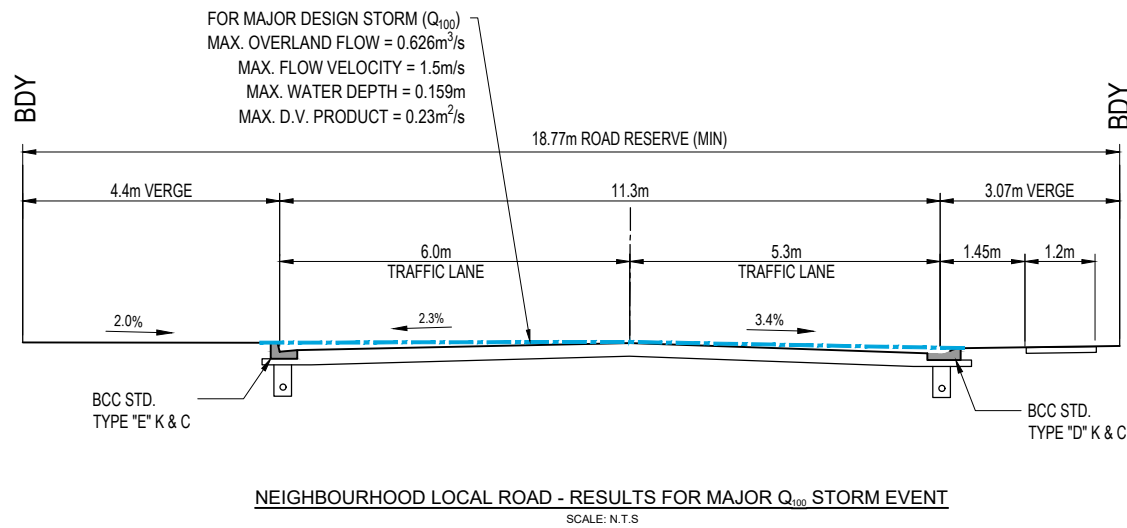 FOR MAJOR DESIGN STORM (Q100)
MAX. OVERLAND FLOW = 0.626m³/s
MAX. FLOW VELOCITY = 1.5m/s
MAX. WATER DEPTH = 0.159m
MAX. D.V. PRODUCT = 0.23m²/s
BDY
BDY
18.77m ROAD RESERVE (MIN)
4.4m VERGE
11.3m
3.07m VERGE
6.0m
TRAFFIC LANE
5.3m
TRAFFIC LANE
1.45m
1.2m
2.0%
2.3%
3.4%
BCC STD.
TYPE "E" K & C
BCC STD.
TYPE "D" K & C
NEIGHBOURHOOD LOCAL ROAD - RESULTS FOR MAJOR Q100 STORM EVENT
SCALE: N.T.S